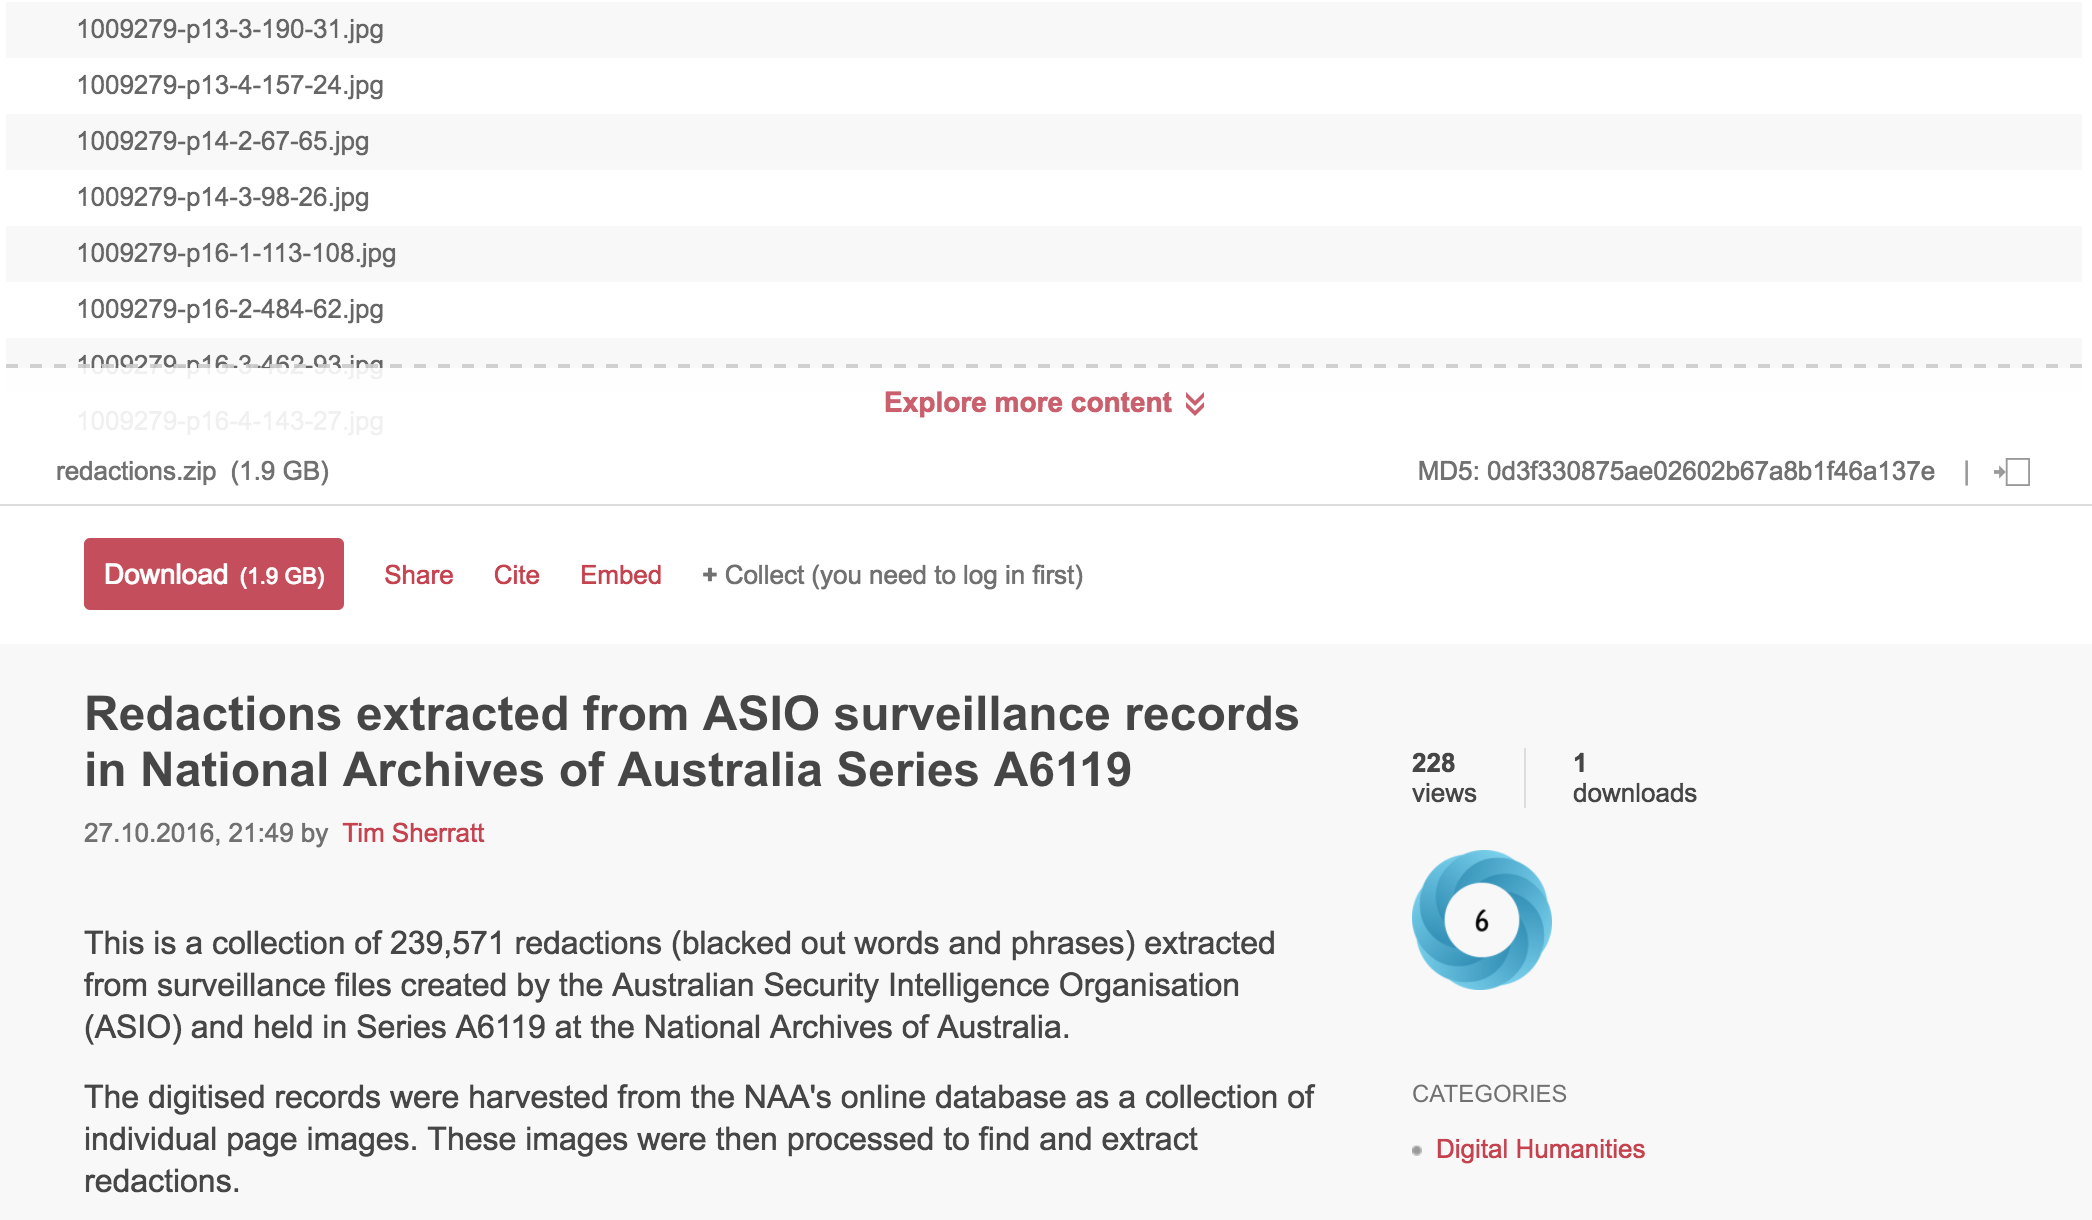 1009279-p13-3-190-31.jpg
1009279-p13-4-157-24.jpg
1009279-p14-2-67-65.jpg
1009279-p14-3-98-26.jpg
1009279-p16-1-113-108.jpg
1009279-p16-2-484-62.jpg
1009279-p16-3-462-93.jpg
Explore more content
1009279-p16-4-143-27.jpg
redactions.zip (1.9 GB)
MD5: 0d3f330875ae02602b67a8b1f46a137e |
Download (1.9 GB) Share Cite Embed + Collect (you need to log in first)
Redactions extracted from ASIO surveillance records
in National Archives of Australia Series A6119
27.10.2016, 21:49 by Tim Sherratt
This is a collection of 239,571 redactions (blacked out words and phrases) extracted
from surveillance files created by the Australian Security Intelligence Organisation
(ASIO) and held in Series A6119 at the National Archives of Australia.
The digitised records were harvested from the NAA's online database as a collection of
individual page images. These images were then processed to find and extract
redactions.
228
views
1
downloads
6
CATEGORIES
Digital Humanities